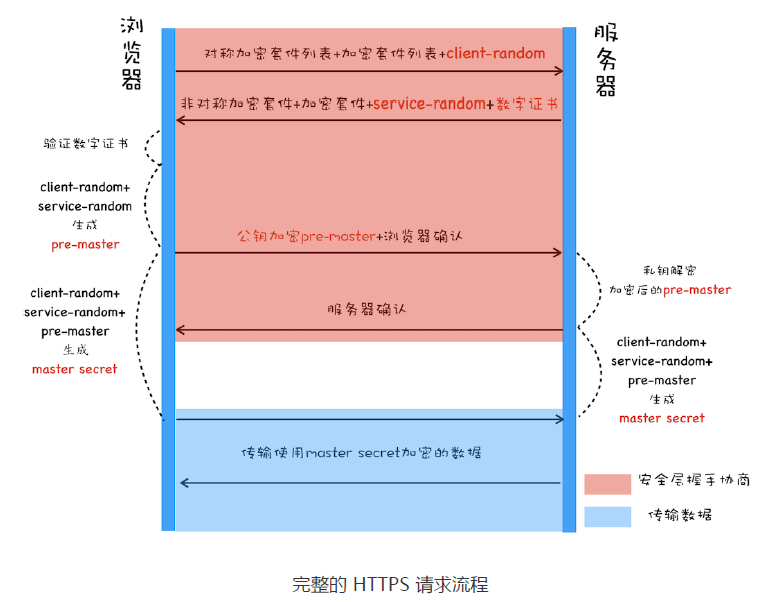 浏
览
器
服
务
器
对称加密套件列表+加密套件列表+client-random
非对称加密套件+加密套件+service-random+数字证书
验证数字证书
client-random+
service-random
生成
pre-master
公钥加密pre-master+浏览器确认
私钥解密
加密后的pre-master
client-random+
service-random+
pre-master
生成
master secret
服务器确认
client-random+
service-random+
pre-master
生成
master secret
传输使用master secret加密的数据
安全层握手协商
传输数据
完整的 HTTPS 请求流程